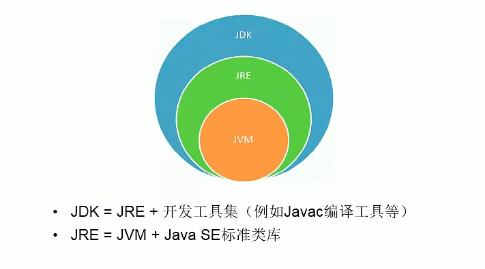 JDK
JRE
JVM
• JDK = JRE + 开发工具集（例如Javac编译工具等）
• JRE = JVM + Java SE标准类库